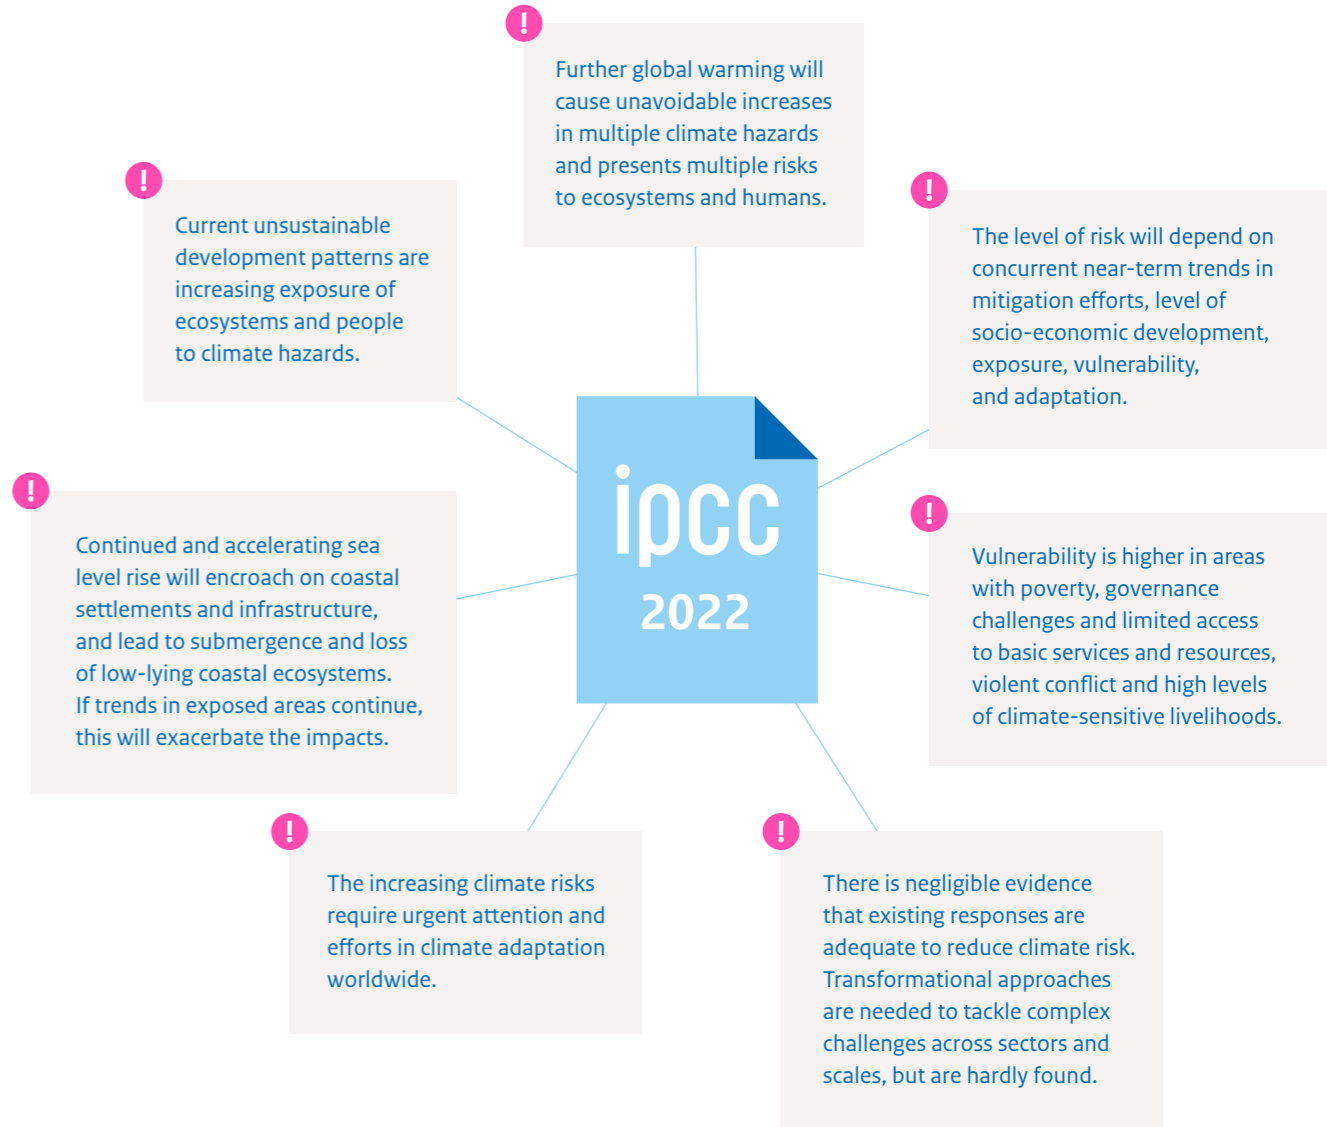 !
Further global warming will
cause unavoidable increases
in multiple climate hazards
and presents multiple risks
to ecosystems and humans.
!
Current unsustainable
development patterns are
increasing exposure of
ecosystems and people
to climate hazards.
!
The level of risk will depend on
concurrent near-term trends in
mitigation efforts, level of
socio-economic development,
exposure, vulnerability,
and adaptation.
ipcc
2022
!
Continued and accelerating sea
level rise will encroach on coastal
settlements and infrastructure,
and lead to submergence and loss
of low-lying coastal ecosystems.
If trends in exposed areas continue,
this will exacerbate the impacts.
!
Vulnerability is higher in areas
with poverty, governance
challenges and limited access
to basic services and resources,
violent conflict and high levels
of climate-sensitive livelihoods.
!
The increasing climate risks
require urgent attention and
efforts in climate adaptation
worldwide.
!
There is negligible evidence
that existing responses are
adequate to reduce climate risk.
Transformational approaches
are needed to tackle complex
challenges across sectors and
scales, but are hardly found.